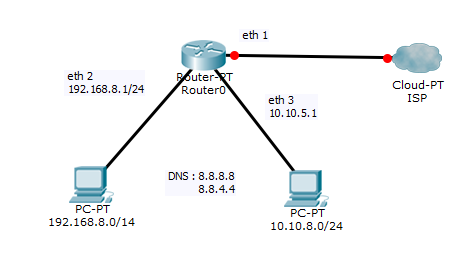 eth 1
eth 2
192.168.8.1/24
Router-PT
Router0
Cloud-PT
ISP
eth 3
10.10.5.1
DNS : 8.8.8.8
8.8.4.4
PC-PT
192.168.8.0/14
PC-PT
10.10.8.0/24